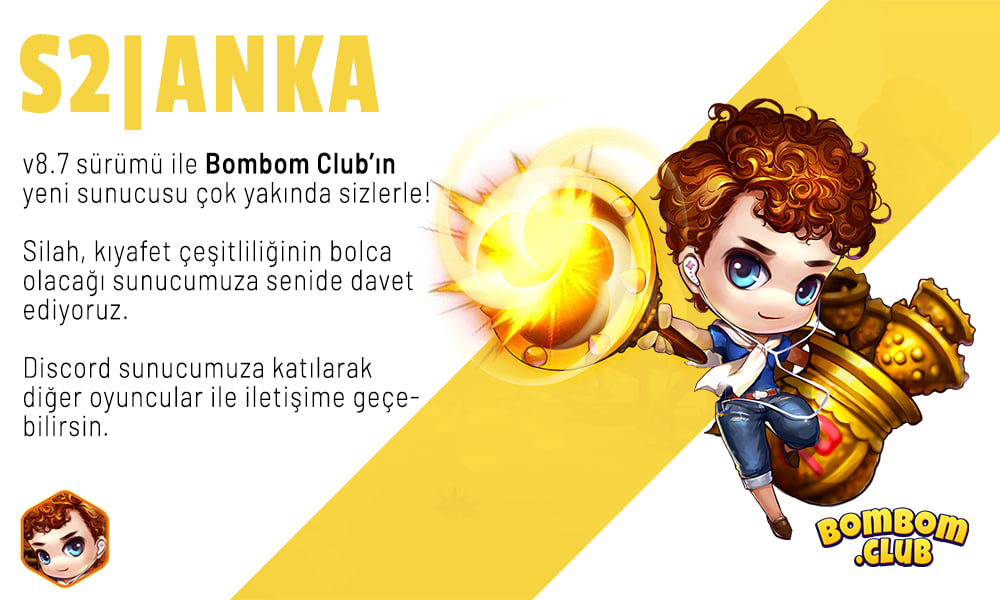 S2|ANKA
v8.7 sürümü ile Bombom Club'ın
yeni sunucusu çok yakında sizlerle!
Silah, kıyafet çeşitliliğinin bolca
olacağı sunucumuza senide davet
ediyoruz.
Discord sunucumuza katılarak
diğer oyuncular ile iletişime geçe-
bilirsin.
BOMBOM
.CLUB